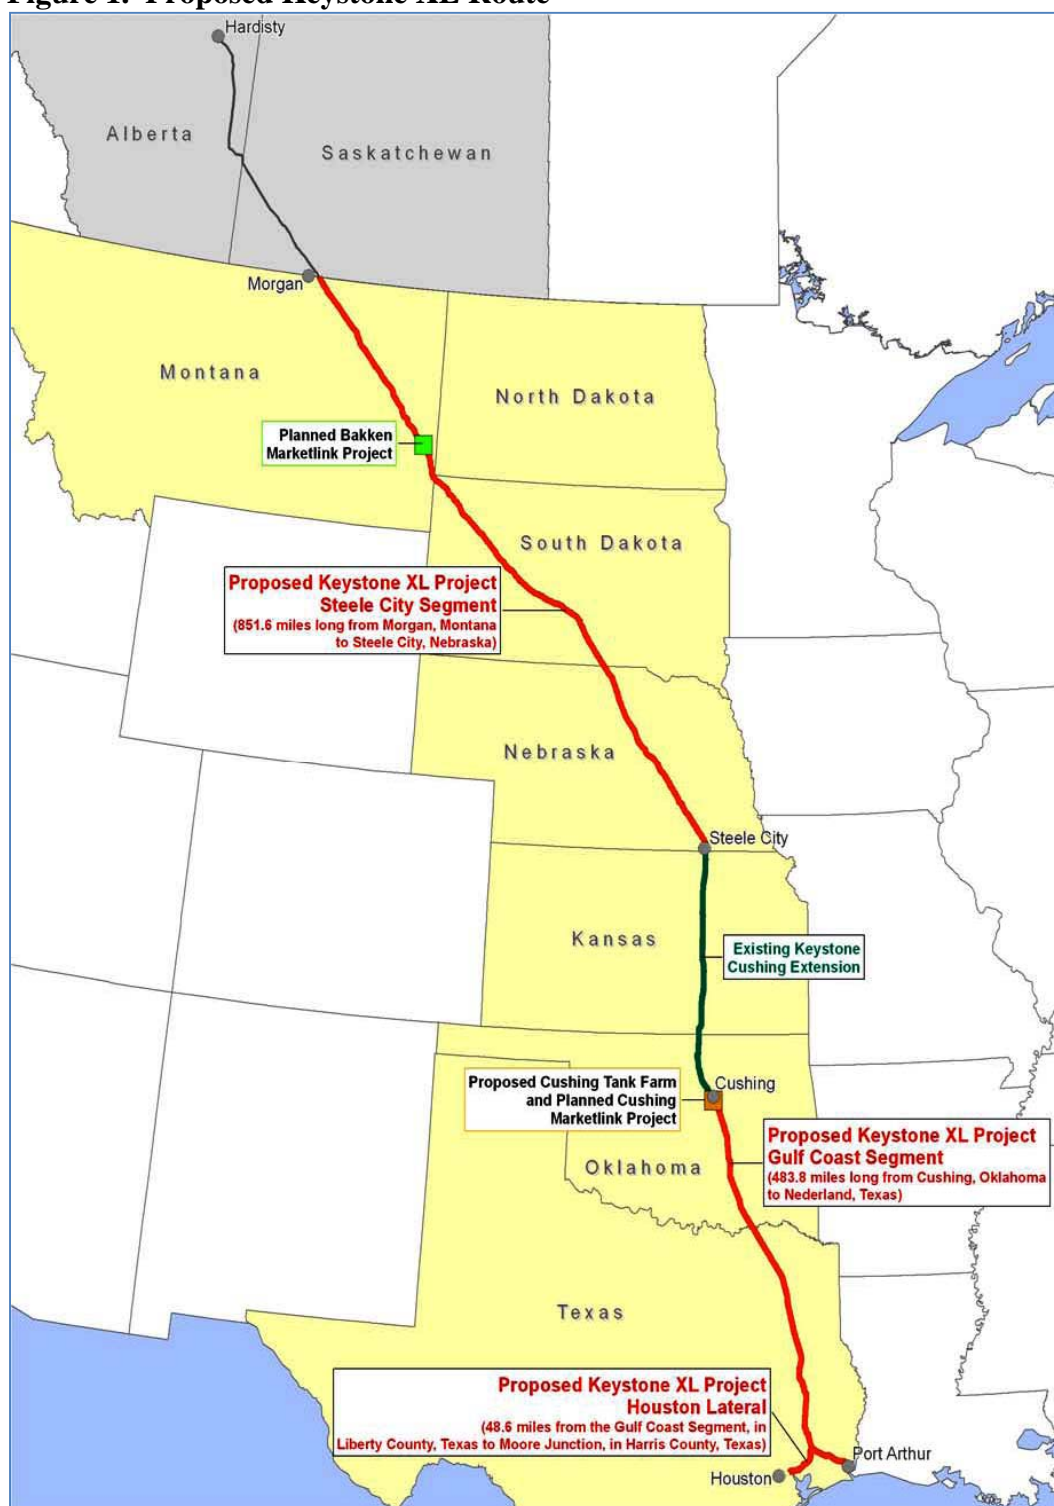 Figure 1. Proposed Keystone XL Route
Hardisty
Alberta
Saskatchewan
Morgan
Montana
North Dakota
Planned Bakken
Marketlink Project
South Dakota
Proposed Keystone XL Project
Steele City Segment
(851.6 miles long from Morgan, Montana
to Steele City, Nebraska)
Nebraska
Steele City
Kansas
Existing Keystone
Cushing Extension
Proposed Cushing Tank Farm
and Planned Cushing
Marketlink Project
Cushing
Oklahoma
Proposed Keystone XL Project
Gulf Coast Segment
(483.8 miles long from Cushing, Oklahoma
to Nederland, Texas)
Texas
Proposed Keystone XL Project
Houston Lateral
(48.6 miles from the Gulf Coast Segment, in
Liberty County, Texas to Moore Junction, in Harris County, Texas)
Port Arthur
Houston